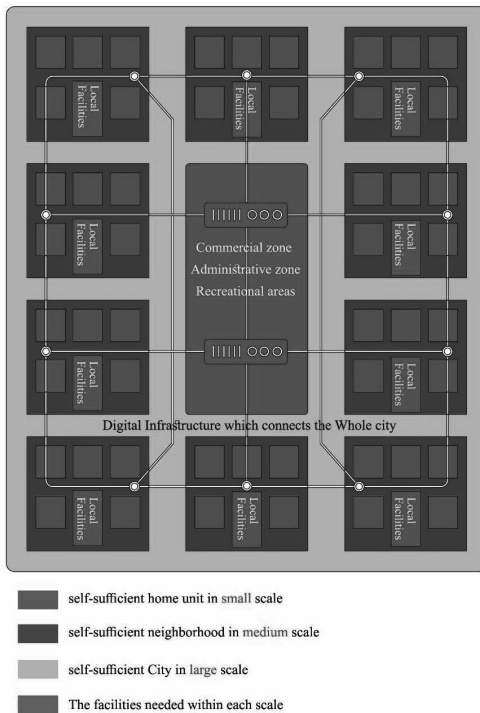 Local
Facilities
Local
Facilities
Local
Facilities
Local
Facilities
Commercial zone
Administrative zone
Recreational areas
Local
Facilities
Local
Facilities
Local
Facilities
Digital Infrastructure which connects the Whole city
Local
Facilities
Local
Facilities
Local
Facilities
self-sufficient home unit in small scale
self-sufficient neighborhood in medium scale
self-sufficient City in large scale
The facilities needed within each scale